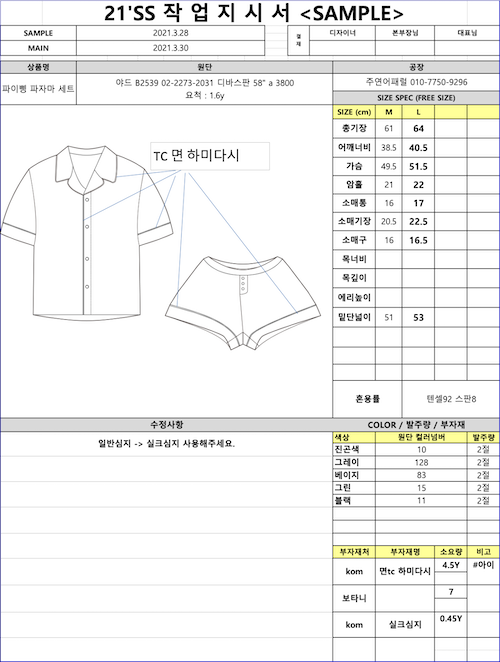 21'SS 작 업 지 시 서 <SAMPLE>
SAMPLE 2021.3.28 결제 디자이너 본부장님 대표님
MAIN 2021.3.30
상품명 원단 공장
파이삥 파자마 세트 야드 B2539 02-2273-2031 디바스판 58" a 3800 주연어패럴 010-7750-9296
요척 : 1.6y
SIZE SPEC (FREE SIZE)
SIZE (cm) M L
총기장 61 64
어깨너비 38.5 40.5
가슴 49.5 51.5
암홀 21 22
소매통 16 17
소매기장 20.5 22.5
소매구 16 16.5
목너비
목깊이
에리높이
밑단넓이 51 53
혼용률 텐셀92 스판8
TC 면 하미다시
수정사항
일반심지 -> 실크심지 사용해주세요.
COLOR / 발주량 / 부자재
색상 원단 컬러넘버 발주량
진곤색 10 2절
그레이 128 2절
베이지 83 2절
그린 15 2절
블랙 11 2절
부자재처 부자재명 소요량 비고
kom 면tc 하미다시 4.5Y #아이
보타니 7
kom 실크심지 0.45Y